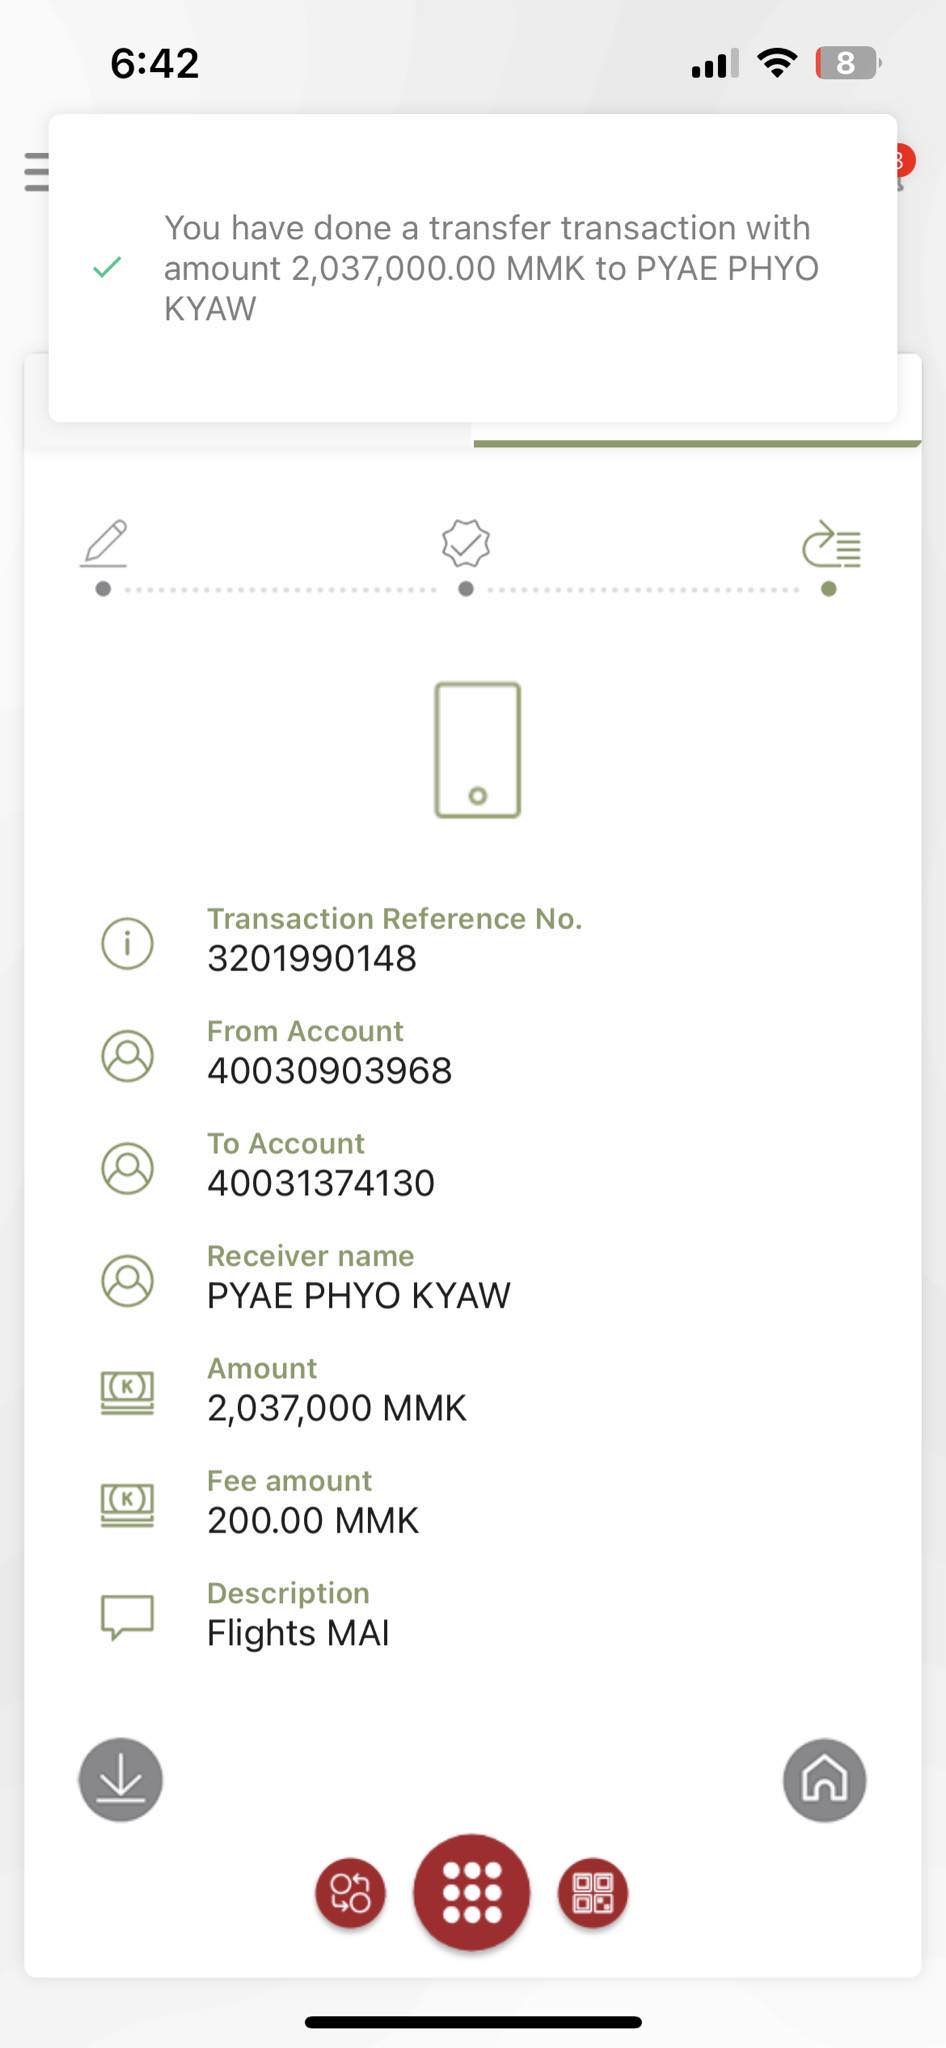 6:42
8
3
You have done a transfer transaction with
amount 2,037,000.00 MMK to PYAE PHYO
KYAW
Transaction Reference No.
3201990148
From Account
40030903968
To Account
40031374130
Receiver name
PYAE PHYO KYAW
Amount
2,037,000 MMK
Fee amount
200.00 MMK
Description
Flights MAI